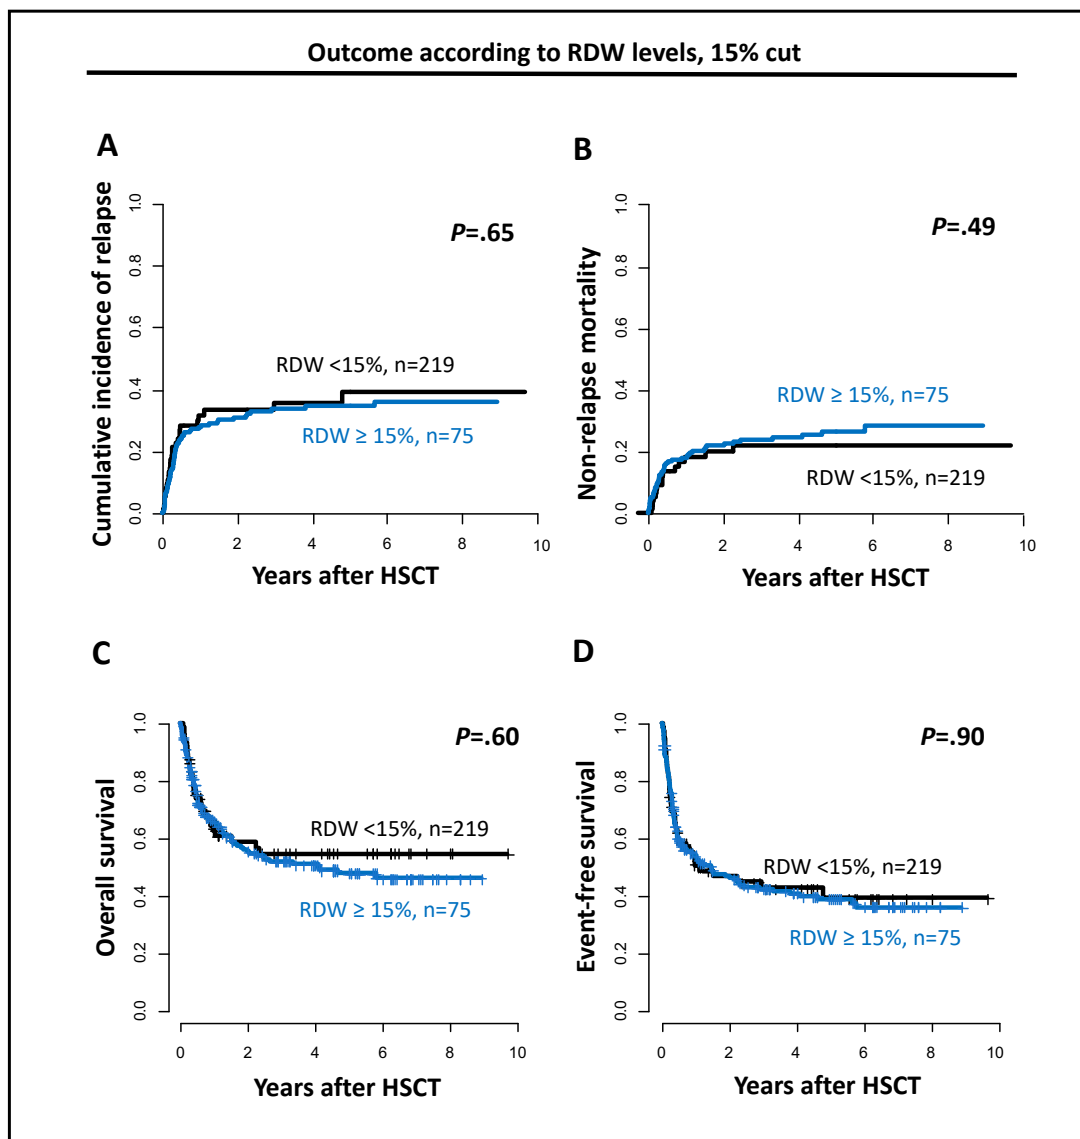 Outcome according to RDW levels, 15% cut
A
Cumulative incidence of relapse
1.0
0.8
0.6
0.4
0.2
0.0
P=.65
RDW <15%, n=219
RDW ≥ 15%, n=75
0 2 4 6 8 10
Years after HSCT
B
Non-relapse mortality
1.0
0.8
0.6
0.4
0.2
0.0
P=.49
RDW ≥ 15%, n=75
RDW <15%, n=219
0 2 4 6 8 10
Years after HSCT
C
Overall survival
1.0
0.8
0.6
0.4
0.2
0.0
P=.60
RDW <15%, n=219
RDW ≥ 15%, n=75
0 2 4 6 8 10
Years after HSCT
D
Event-free survival
1.0
0.8
0.6
0.4
0.2
0.0
P=.90
RDW <15%, n=219
RDW ≥ 15%, n=75
0 2 4 6 8 10
Years after HSCT